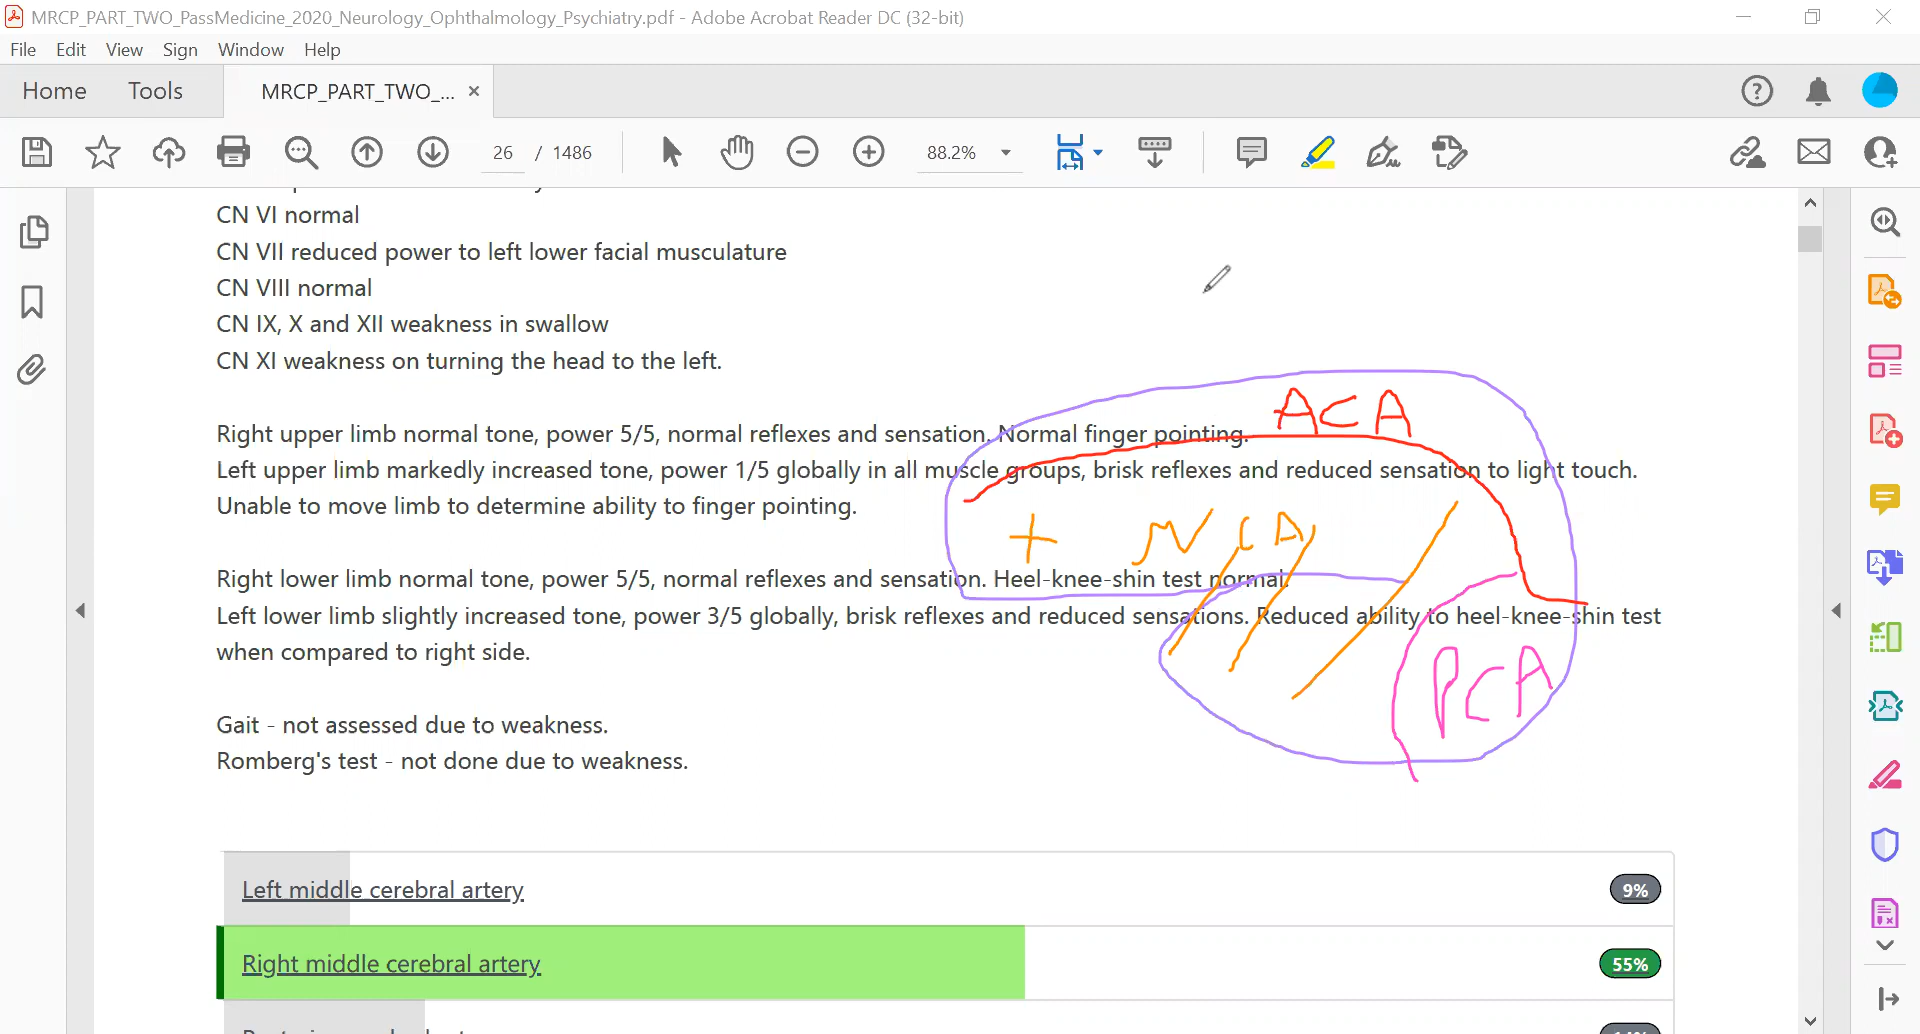 MRCP_PART_TWO_PassMedicine_2020_Neurology_Ophthalmology_Psychiatry.pdf - Adobe Acrobat Reader DC (32-bit)
File Edit View Sign Window Help
Home Tools MRCP_PART_TWO_... ×
26 / 1486 88.2%
CN VI normal
CN VII reduced power to left lower facial musculature
CN VIII normal
CN IX, X and XII weakness in swallow
CN XI weakness on turning the head to the left.
ACA
Right upper limb normal tone, power 5/5, normal reflexes and sensation. Normal finger pointing.
Left upper limb markedly increased tone, power 1/5 globally in all muscle groups, brisk reflexes and reduced sensation to light touch.
Unable to move limb to determine ability to finger pointing.
+ MCA
Right lower limb normal tone, power 5/5, normal reflexes and sensation. Heel-knee-shin test normal.
Left lower limb slightly increased tone, power 3/5 globally, brisk reflexes and reduced sensations. Reduced ability to heel-knee-shin test
when compared to right side.
PCA
Gait - not assessed due to weakness.
Romberg's test - not done due to weakness.
Left middle cerebral artery 9%
Right middle cerebral artery 55%